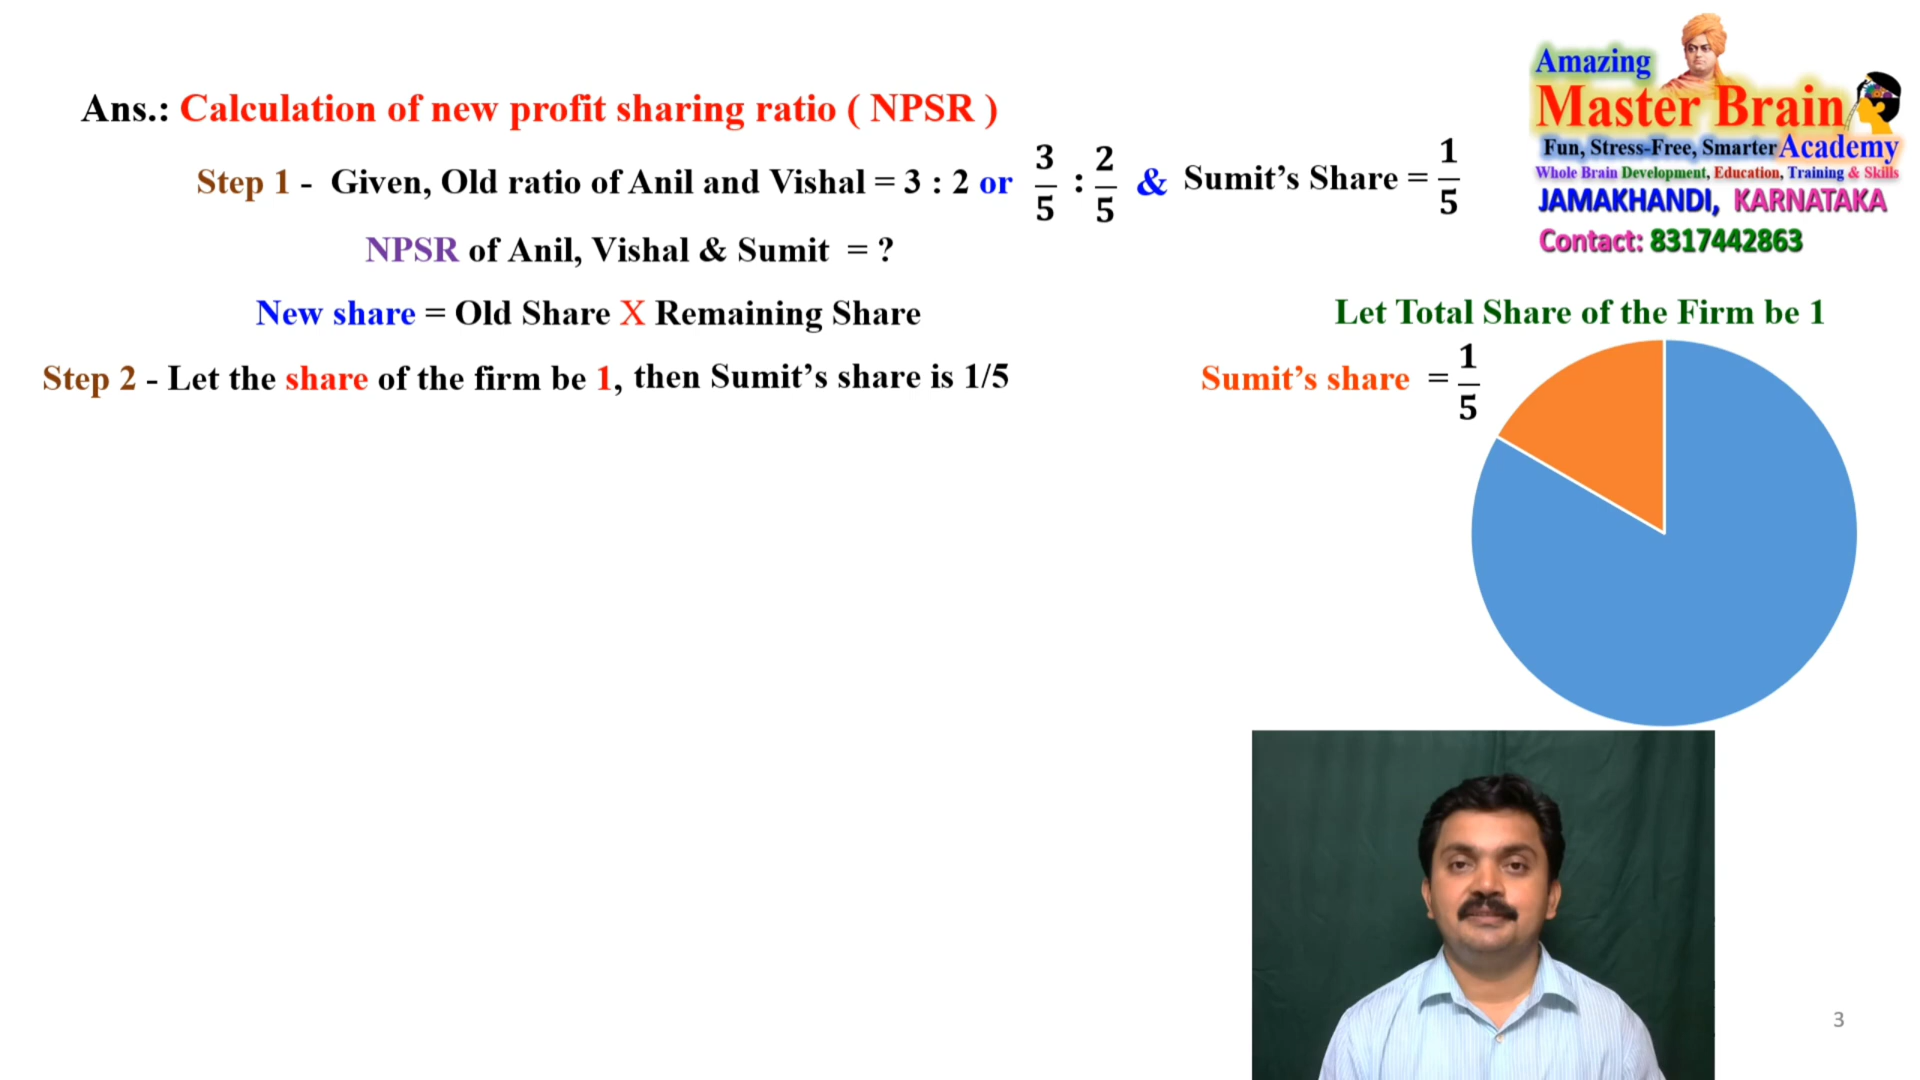 Ans.: Calculation of new profit sharing ratio ( NPSR )
Step 1 - Given, Old ratio of Anil and Vishal = 3 : 2 or 3/5 : 2/5 & Sumit’s Share = 1/5
NPSR of Anil, Vishal & Sumit = ?
New share = Old Share X Remaining Share
Step 2 - Let the share of the firm be 1, then Sumit’s share is 1/5
Amazing
Master Brain
Fun, Stress-Free, Smarter Academy
Whole Brain Development, Education, Training & Skills
JAMAKHANDI, KARNATAKA
Contact: 8317442863
Let Total Share of the Firm be 1
Sumit’s share = 1/5
3